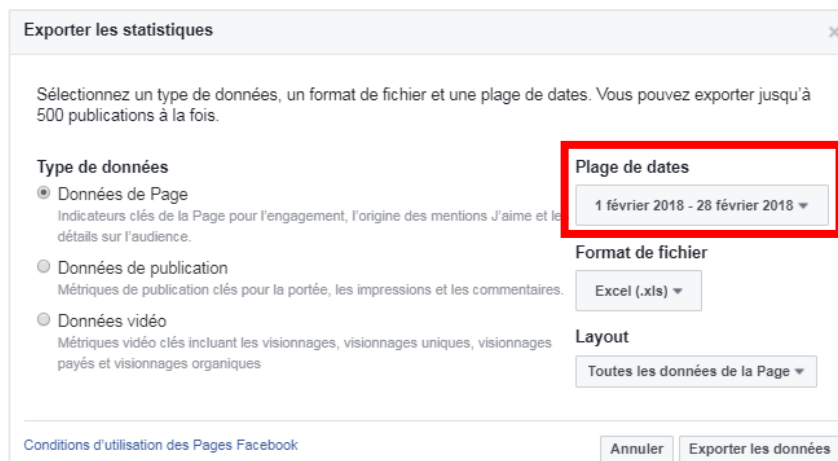 Exporter les statistiques
Sélectionnez un type de données, un format de fichier et une plage de dates. Vous pouvez exporter jusqu'à
500 publications à la fois.
Type de données
Données de Page
Indicateurs clés de la Page pour l'engagement, l'origine des mentions J'aime et les
détails sur l'audience.
Données de publication
Métriques de publication clés pour la portée, les impressions et les commentaires.
Données vidéo
Métriques vidéo clés incluant les visionnages, visionnages uniques, visionnages
payés et visionnages organiques
Plage de dates
1 février 2018 - 28 février 2018
Format de fichier
Excel (.xls)
Layout
Toutes les données de la Page
Conditions d'utilisation des Pages Facebook
Annuler
Exporter les données